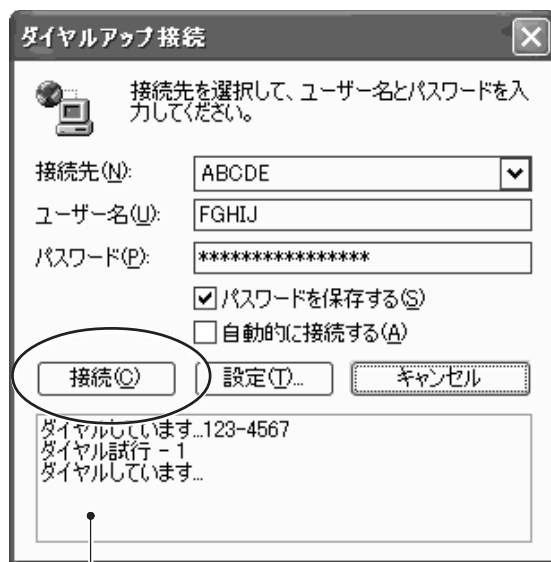 ダイヤルアップ接続
接続先を選択して、ユーザー名とパスワードを入
力してください。
接続先(N):
ABCDE
ユーザー名(U):
FGHIJ
パスワード(P):
****************
パスワードを保存する(S)
自動的に接続する(A)
接続(C)
設定(T)...
キャンセル
ダイヤルしています...123-4567
ダイヤル試行 - 1
ダイヤルしています...